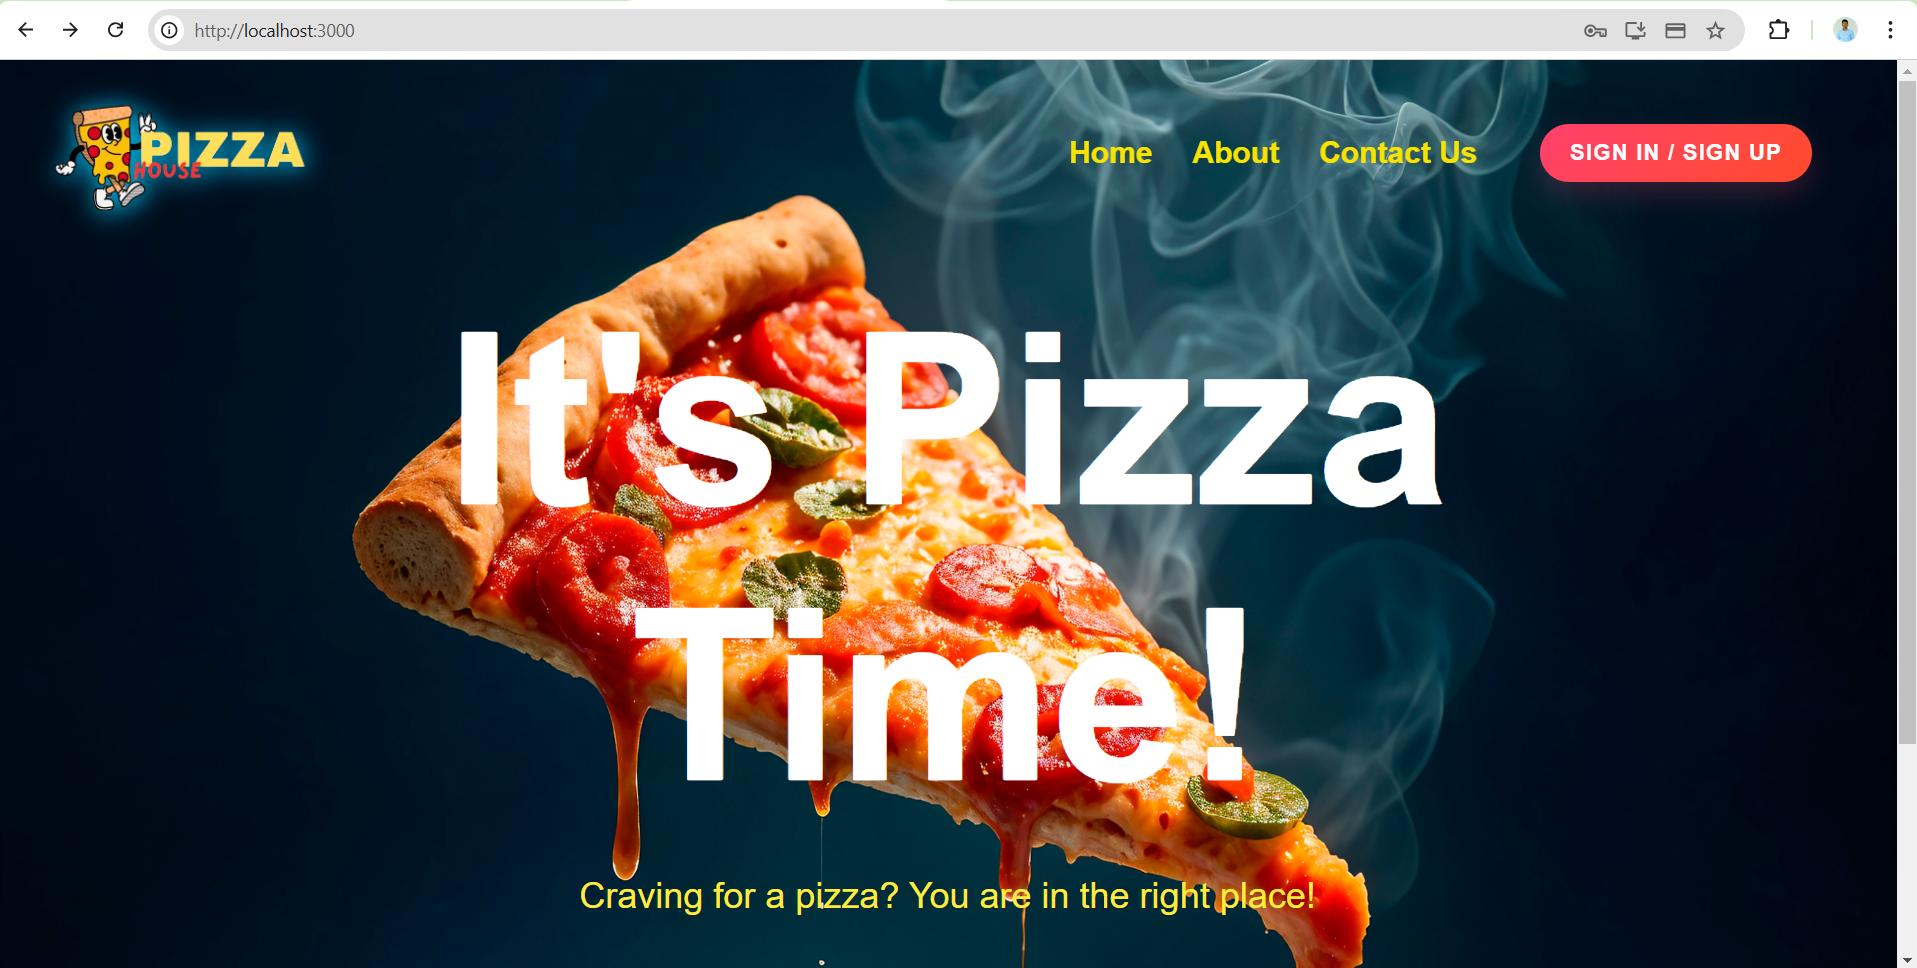 http://localhost:3000
PIZZA
HOUSE
Home About Contact Us SIGN IN / SIGN UP
It's Pizza
Time!
Craving for a pizza? You are in the right place!